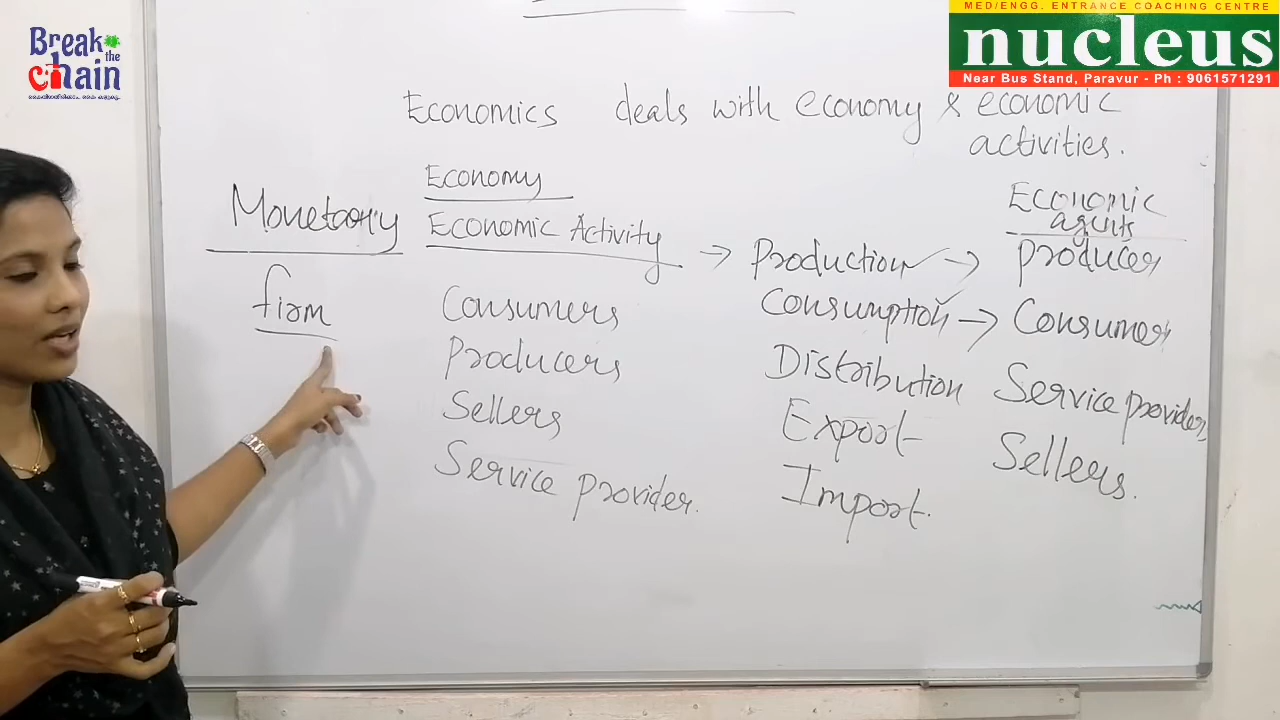 Break
the
chain
MED/ENGG. ENTRANCE COACHING CENTRE
nucleus
Near Bus Stand, Paravur - Ph : 9061571291
Economics deals with economy & economic
activities.
Economy
Monetary
Economic Activity
firm
Consumers
Producers
Sellers
Service provider.
→ Production ✓ →
Consumption ✓ →
Distribution
Export
Import.
Economic
agents
producer
Consumer
Service provider,
Sellers.